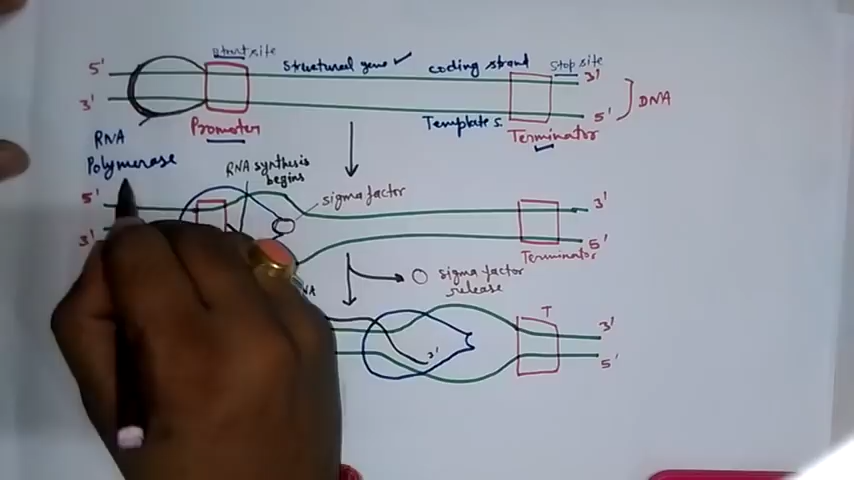 start site
structural gene
coding strand
stop site
5'
3'
3'
5'
DNA
Promoter
Template s.
Terminator
RNA
Polymerase
RNA synthesis
begins
sigma factor
5'
3'
3'
5'
Terminator
sigma factor
release
T
3'
3'
5'